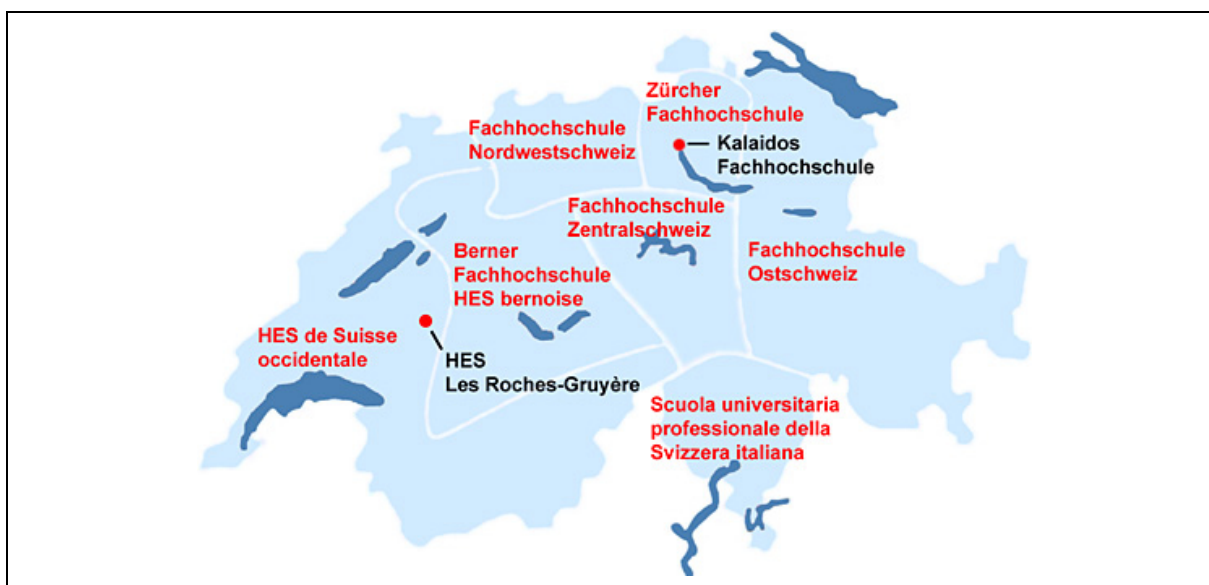 Zürcher
Fachhochschule
Fachhochschule
Nordwestschweiz
Kalaidos
Fachhochschule
Fachhochschule
Zentralschweiz
Berner
Fachhochschule
HES bernoise
Fachhochschule
Ostschweiz
HES de Suisse
occidentale
HES
Les Roches-Gruyère
Scuola universitaria
professionale della
Svizzera italiana